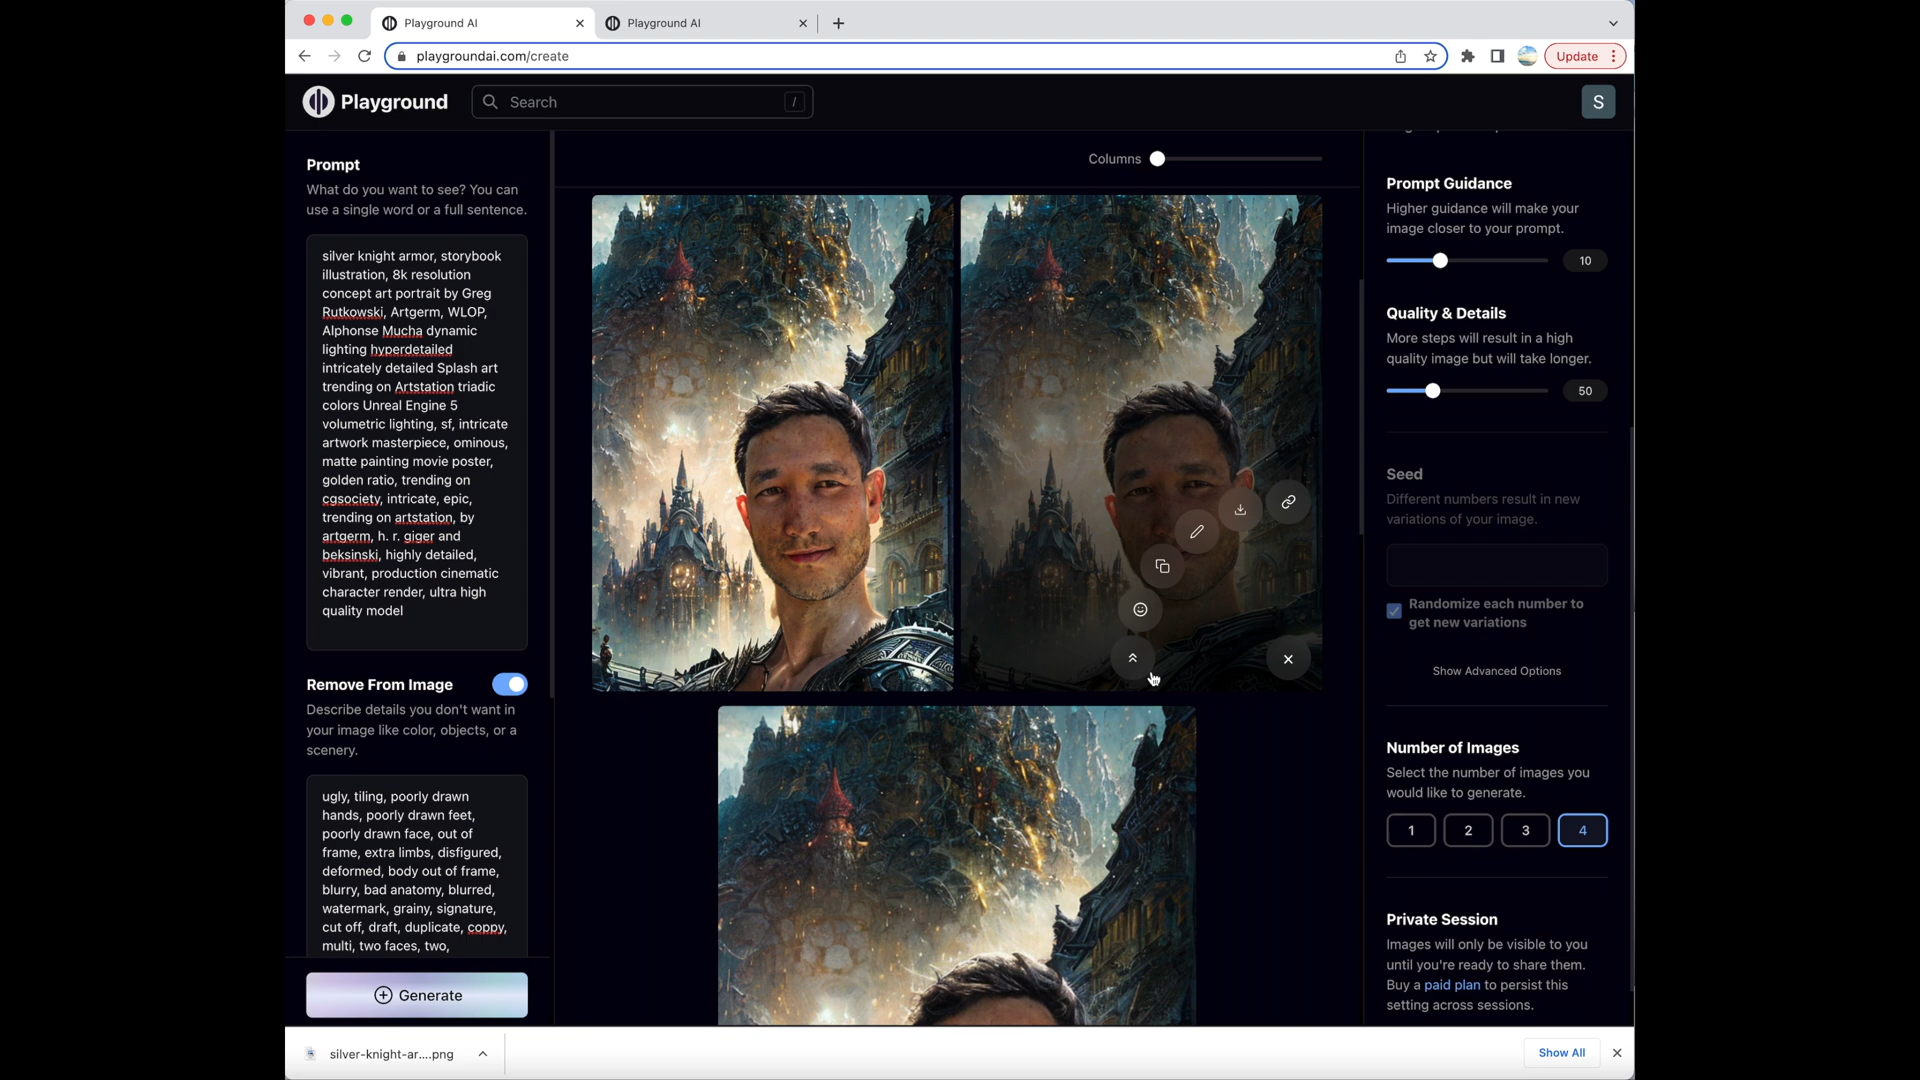 Playground AI
Playground AI
playgroundai.com/create
Update
Playground
Search
/
S
Prompt
What do you want to see? You can
use a single word or a full sentence.
silver knight armor, storybook
illustration, 8k resolution
concept art portrait by Greg
Rutkowski, Artgerm, WLOP,
Alphonse Mucha dynamic
lighting hyperdetailed
intricately detailed Splash art
trending on Artstation triadic
colors Unreal Engine 5
volumetric lighting, sf, intricate
artwork masterpiece, ominous,
matte painting movie poster,
golden ratio, trending on
cgsociety, intricate, epic,
trending on artstation, by
artgerm, h. r. giger and
beksinski, highly detailed,
vibrant, production cinematic
character render, ultra high
quality model
Remove From Image
Describe details you don't want in
your image like color, objects, or a
scenery.
ugly, tiling, poorly drawn
hands, poorly drawn feet,
poorly drawn face, out of
frame, extra limbs, disfigured,
deformed, body out of frame,
blurry, bad anatomy, blurred,
watermark, grainy, signature,
cut off, draft, duplicate, coppy,
multi, two faces, two,
Generate
Columns
Prompt Guidance
Higher guidance will make your
image closer to your prompt.
10
Quality & Details
More steps will result in a high
quality image but will take longer.
50
Seed
Different numbers result in new
variations of your image.
Randomize each number to
get new variations
Show Advanced Options
Number of Images
Select the number of images you
would like to generate.
1 2 3 4
Private Session
Images will only be visible to you
until you're ready to share them.
Buy a paid plan to persist this
setting across sessions.
silver-knight-ar....png
Show All